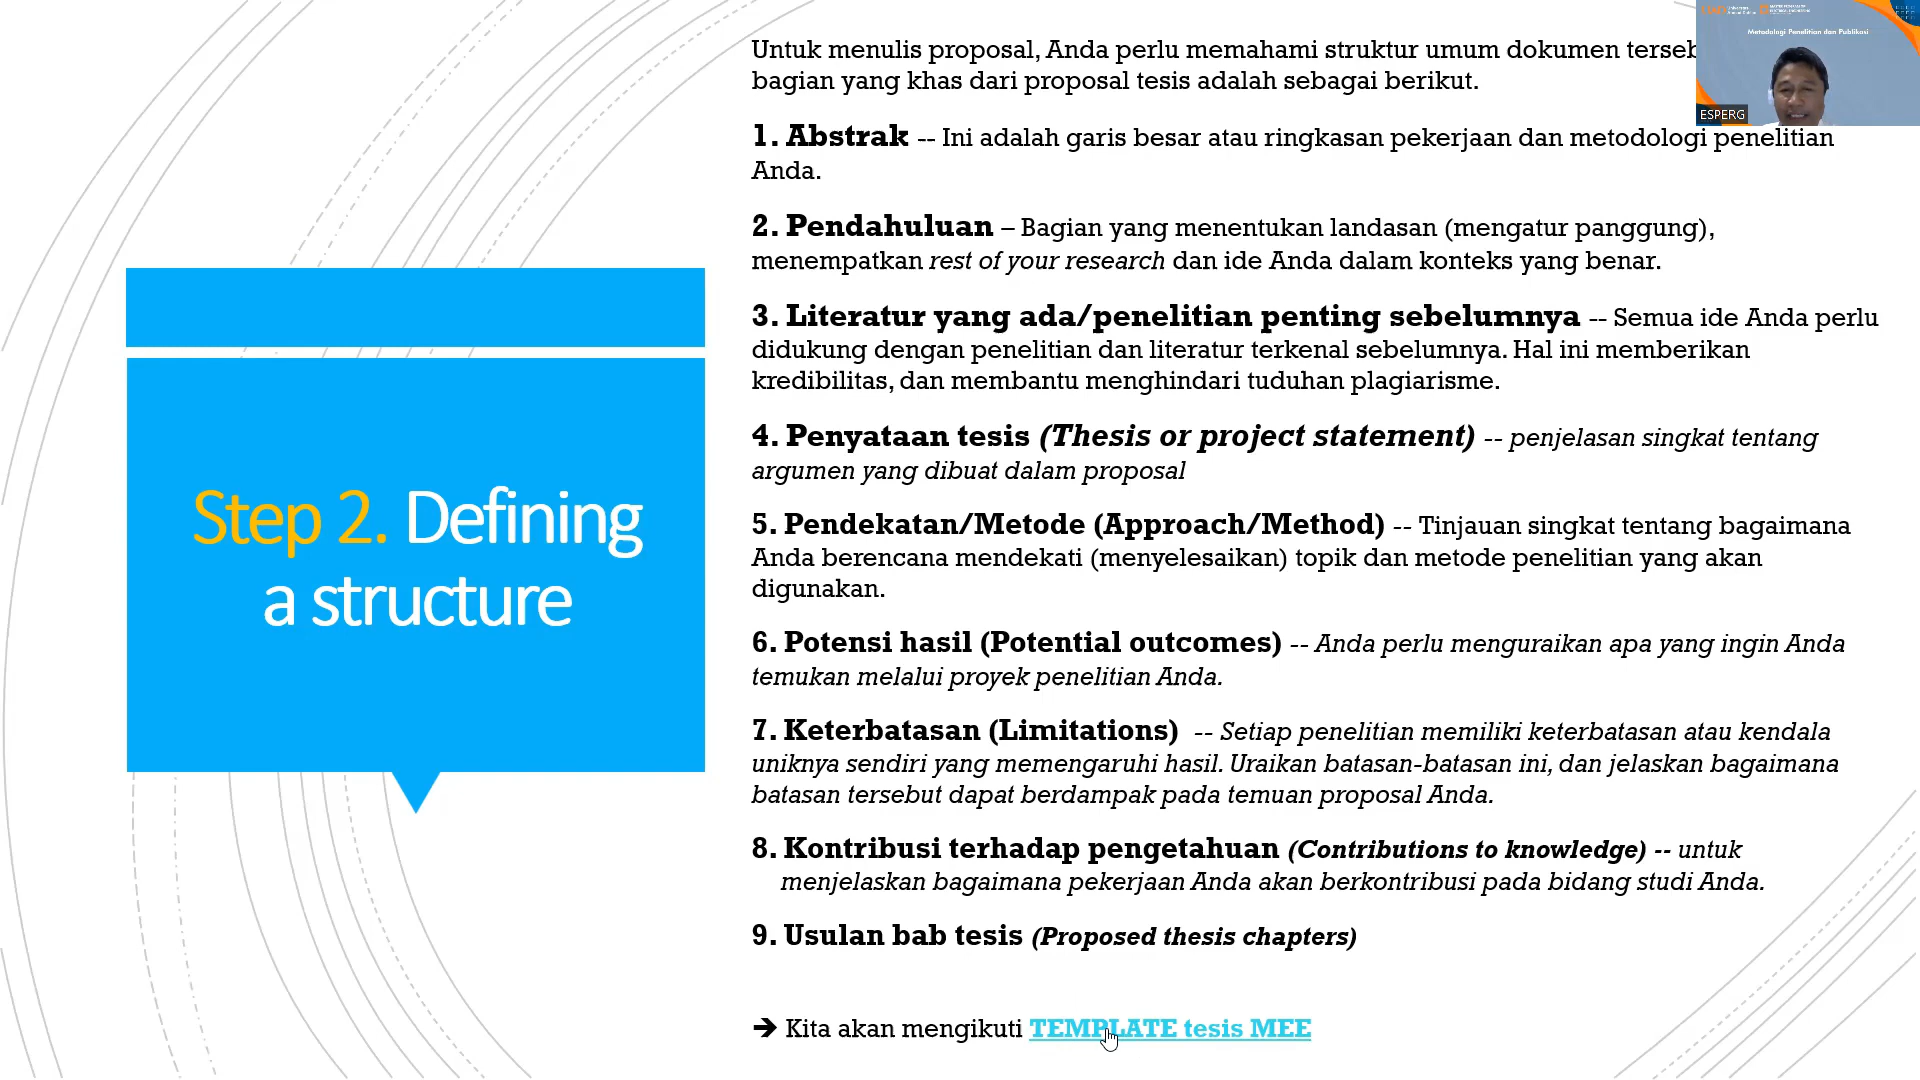 Untuk menulis proposal, Anda perlu memahami struktur umum dokumen
bagian yang khas dari proposal tesis adalah sebagai berikut.
Metodologi Penelitian dan Publikasi
ESPERG
1. Abstrak -- Ini adalah garis besar atau ringkasan pekerjaan dan metodologi penelitian
Anda.
2. Pendahuluan – Bagian yang menentukan landasan (mengatur panggung),
menempatkan rest of your research dan ide Anda dalam konteks yang benar.
3. Literatur yang ada/penelitian penting sebelumnya -- Semua ide Anda perlu
didukung dengan penelitian dan literatur terkenal sebelumnya. Hal ini memberikan
kredibilitas, dan membantu menghindari tuduhan plagiarisme.
4. Penyataan tesis (Thesis or project statement) -- penjelasan singkat tentang
argumen yang dibuat dalam proposal
Step 2. Defining
a structure
5. Pendekatan/Metode (Approach/Method) -- Tinjauan singkat tentang bagaimana
Anda berencana mendekati (menyelesaikan) topik dan metode penelitian yang akan
digunakan.
6. Potensi hasil (Potential outcomes) -- Anda perlu menguraikan apa yang ingin Anda
temukan melalui proyek penelitian Anda.
7. Keterbatasan (Limitations) -- Setiap penelitian memiliki keterbatasan atau kendala
uniknya sendiri yang memengaruhi hasil. Uraikan batasan-batasan ini, dan jelaskan bagaimana
batasan tersebut dapat berdampak pada temuan proposal Anda.
8. Kontribusi terhadap pengetahuan (Contributions to knowledge) -- untuk
menjelaskan bagaimana pekerjaan Anda akan berkontribusi pada bidang studi Anda.
9. Usulan bab tesis (Proposed thesis chapters)
➔ Kita akan mengikuti TEMPLATE tesis MEE